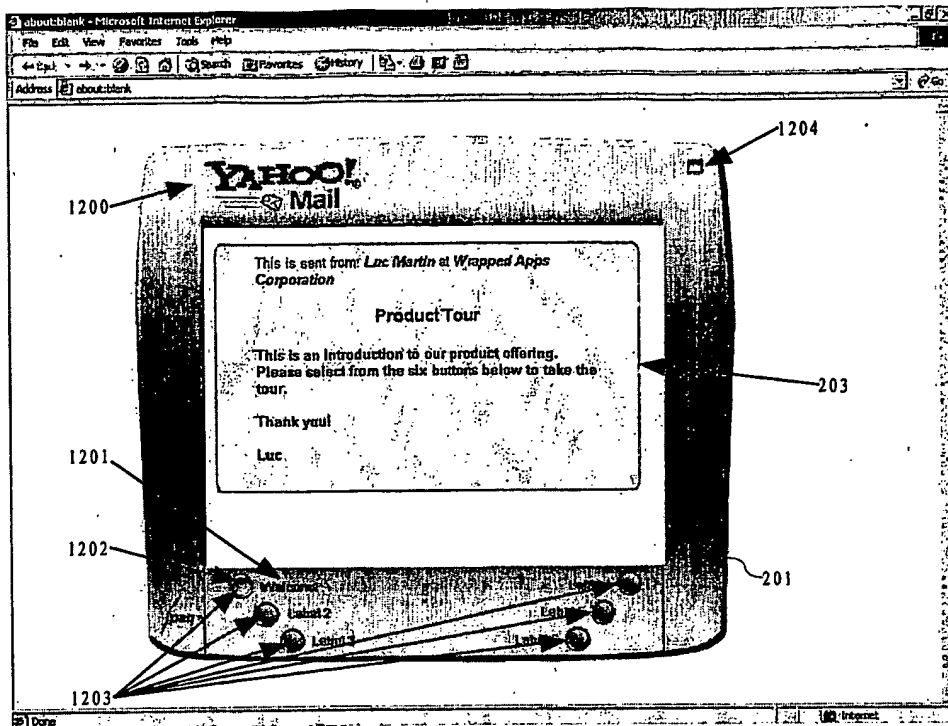 about:blank - Microsoft Internet Explorer
File Edit View Favorites Tools Help
Search Favorites History
Address about:blank Go
1204
YAHOO!
Mail
1200
This is sent from: Luc Martin at Wrapped Apps
Corporation
Product Tour
This is an Introduction to our product offering.
Please select from the six buttons below to take the
tour.
203
Thank you!
Luc
1201
1202
201
Welcome
Label 2
Label 3
1203
Done Internet